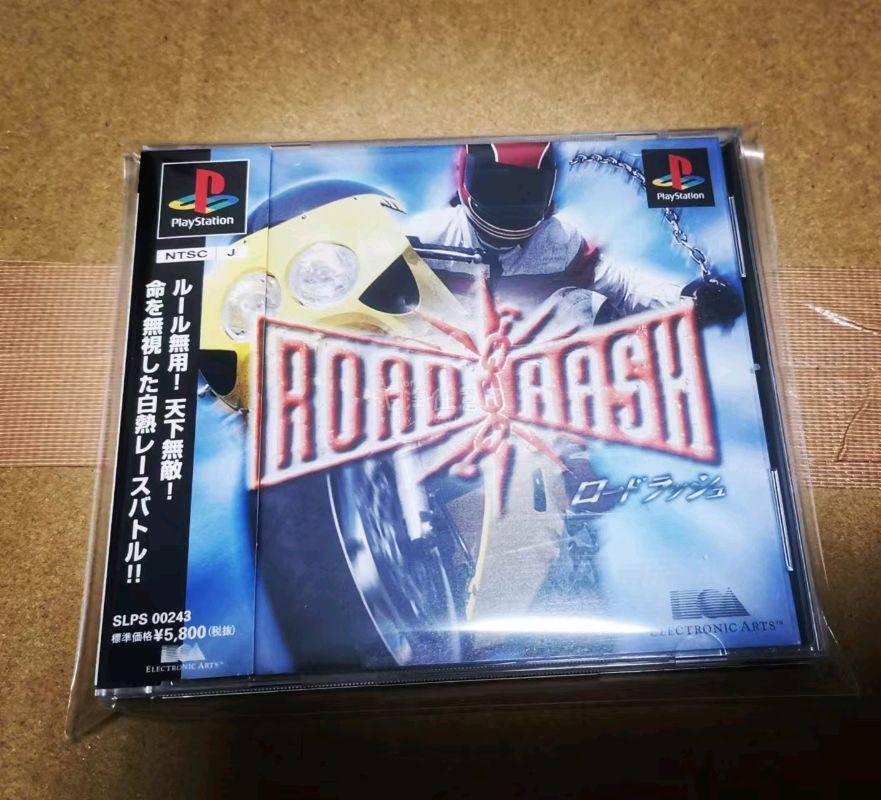 PlayStation
NTSC J
ルール無用！天下無敵！
命を無視した白熱レースバトル!!
SLPS 00243
標準価格¥5,800(税抜)
ELECTRONIC ARTS™
PlayStation
ROAD RASH
ロードラッシュ
ELECTRONIC ARTS™